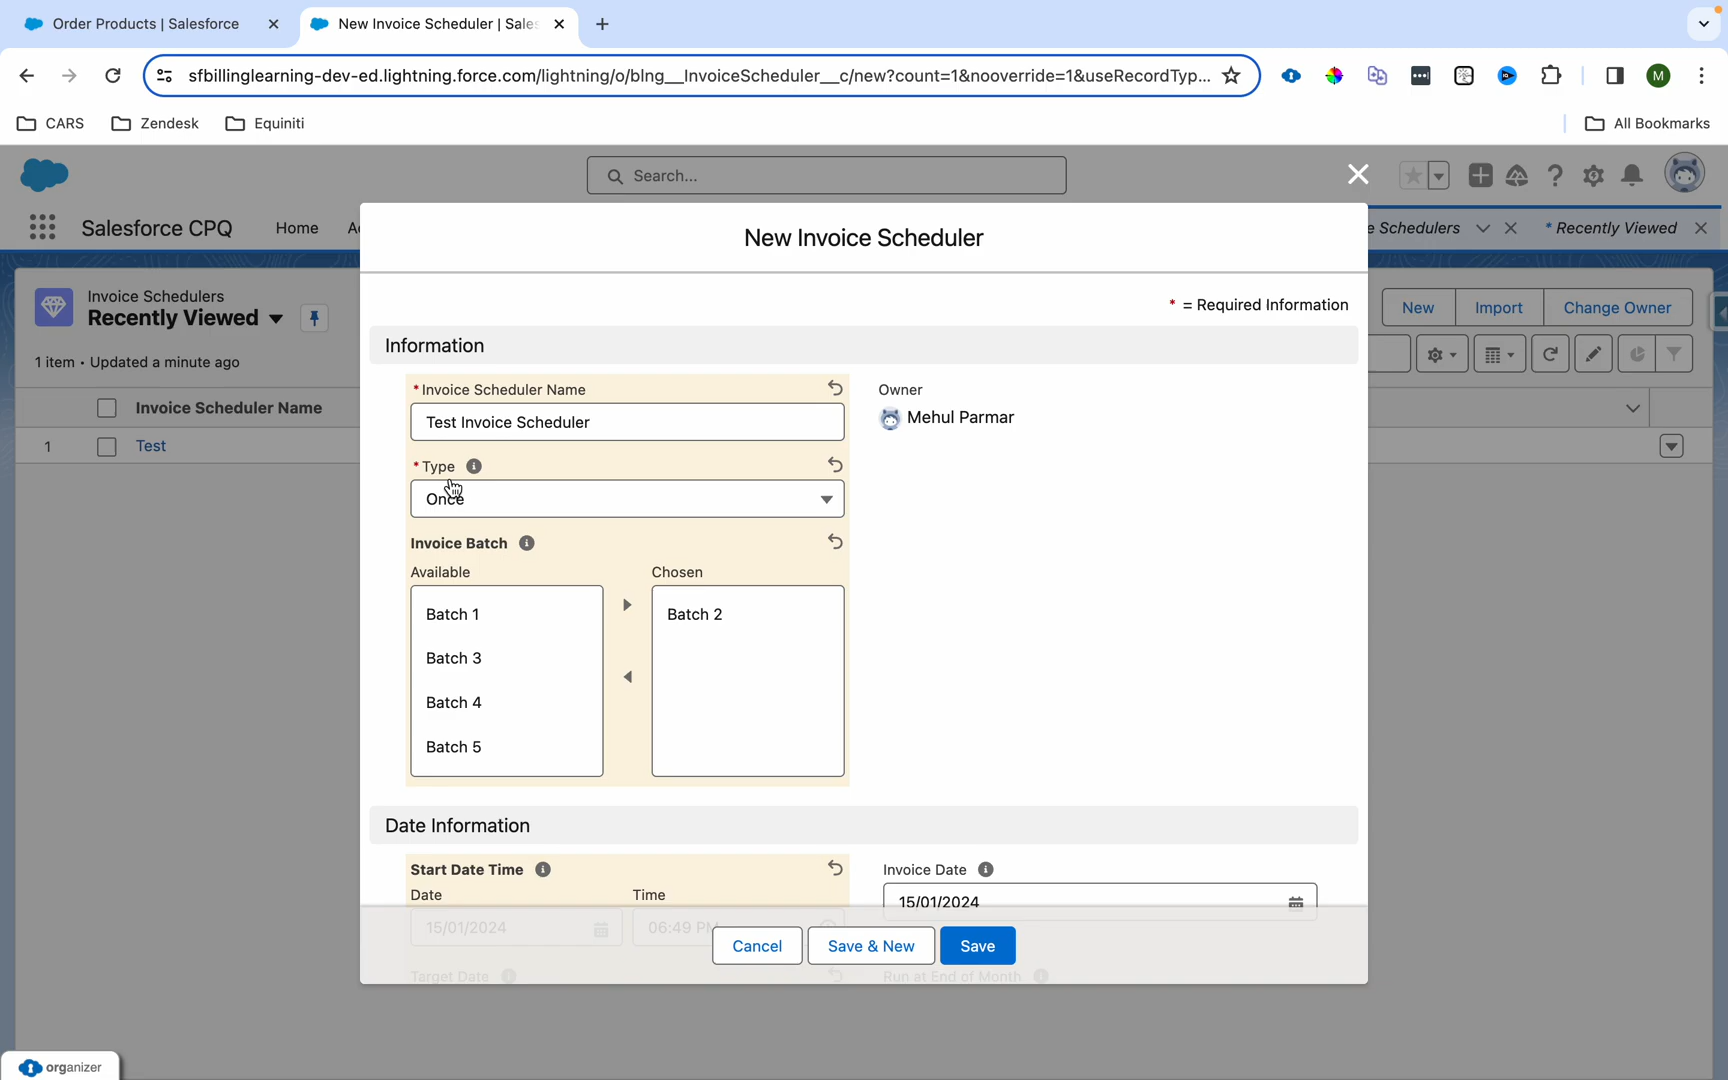 Order Products | Salesforce
New Invoice Scheduler | Sales
sfbillinglearning-dev-ed.lightning.force.com/lightning/o/blng__InvoiceScheduler__c/new?count=1&nooverride=1&useRecordTyp...
M
CARS
Zendesk
Equiniti
All Bookmarks
Search...
Salesforce CPQ
Home
e Schedulers
* Recently Viewed
New Invoice Scheduler
* = Required Information
Invoice Schedulers
Recently Viewed
New
Import
Change Owner
1 item • Updated a minute ago
Invoice Scheduler Name
1
Test
Information
* Invoice Scheduler Name
Test Invoice Scheduler
Owner
Mehul Parmar
* Type
Once
Invoice Batch
Available
Chosen
Batch 1
Batch 3
Batch 4
Batch 5
Batch 2
Date Information
Start Date Time
Date
Time
15/01/2024
06:49 PM
Invoice Date
15/01/2024
Target Date
Run at End of Month
Cancel
Save & New
Save
organizer